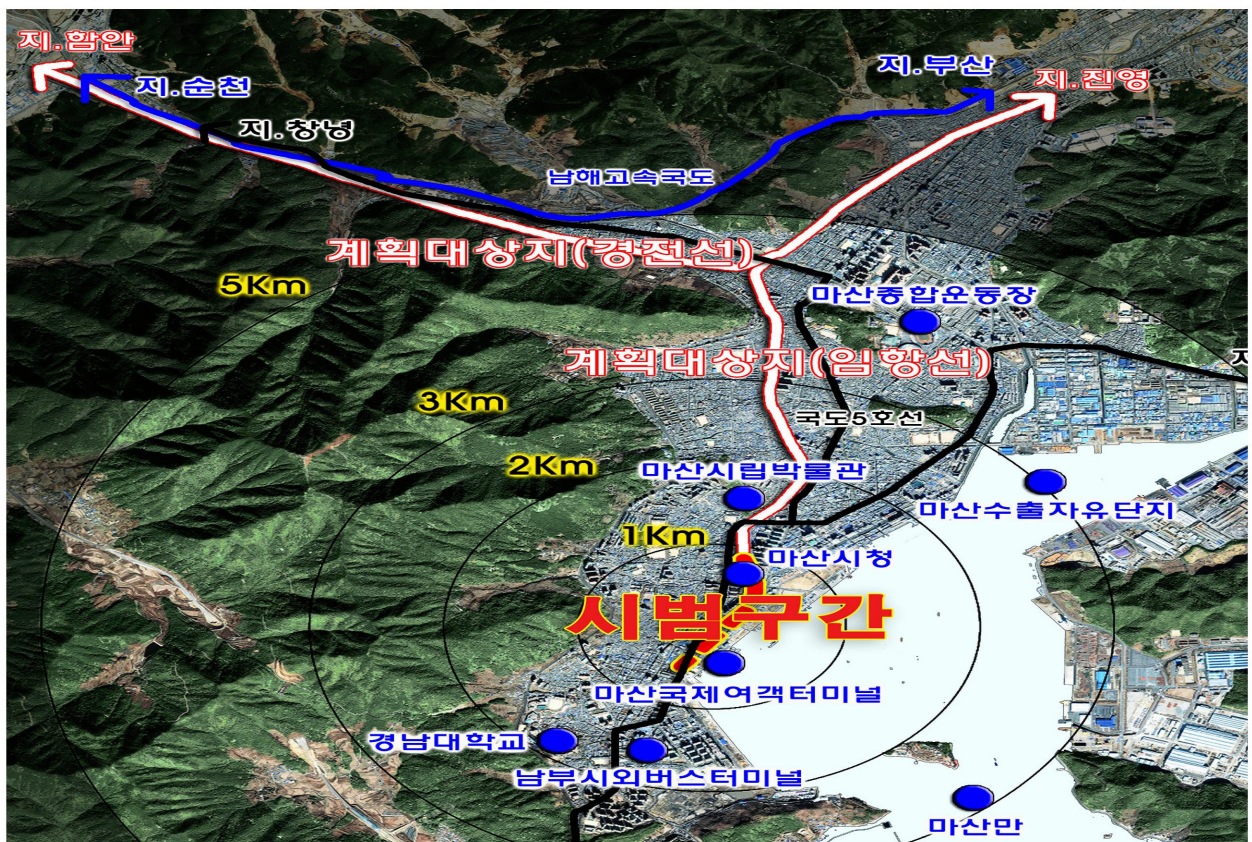 지.함안
지.순천
지.부산
지.진영
지.창녕
남해고속국도
계획대상지(경전선)
5Km
마산종합운동장
계획대상지(임항선)
3Km
국도5호선
2Km
마산시립박물관
마산수출자유단지
1Km
마산시청
시범구간
마산국제여객터미널
경남대학교
남부시외버스터미널
마산만